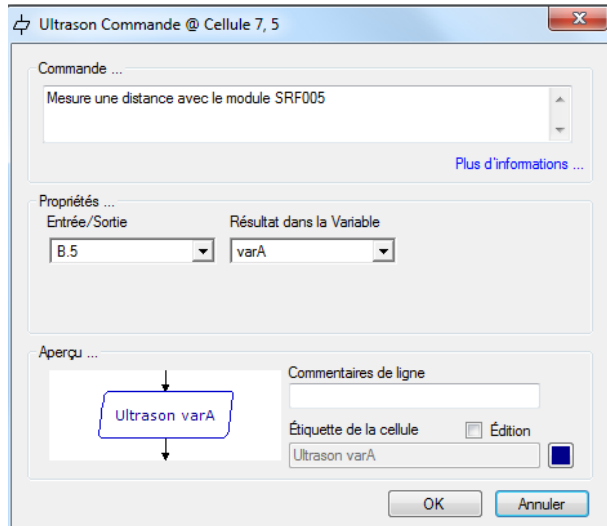 Ultrason Commande @ Cellule 7, 5
Commande ...
Mesure une distance avec le module SRF005
Plus d'informations ...
Propriétés ...
Entrée/Sortie Résultat dans la Variable
B.5 varA
Aperçu ...
Commentaires de ligne
Ultrason varA
Étiquette de la cellule Édition
Ultrason varA
OK Annuler